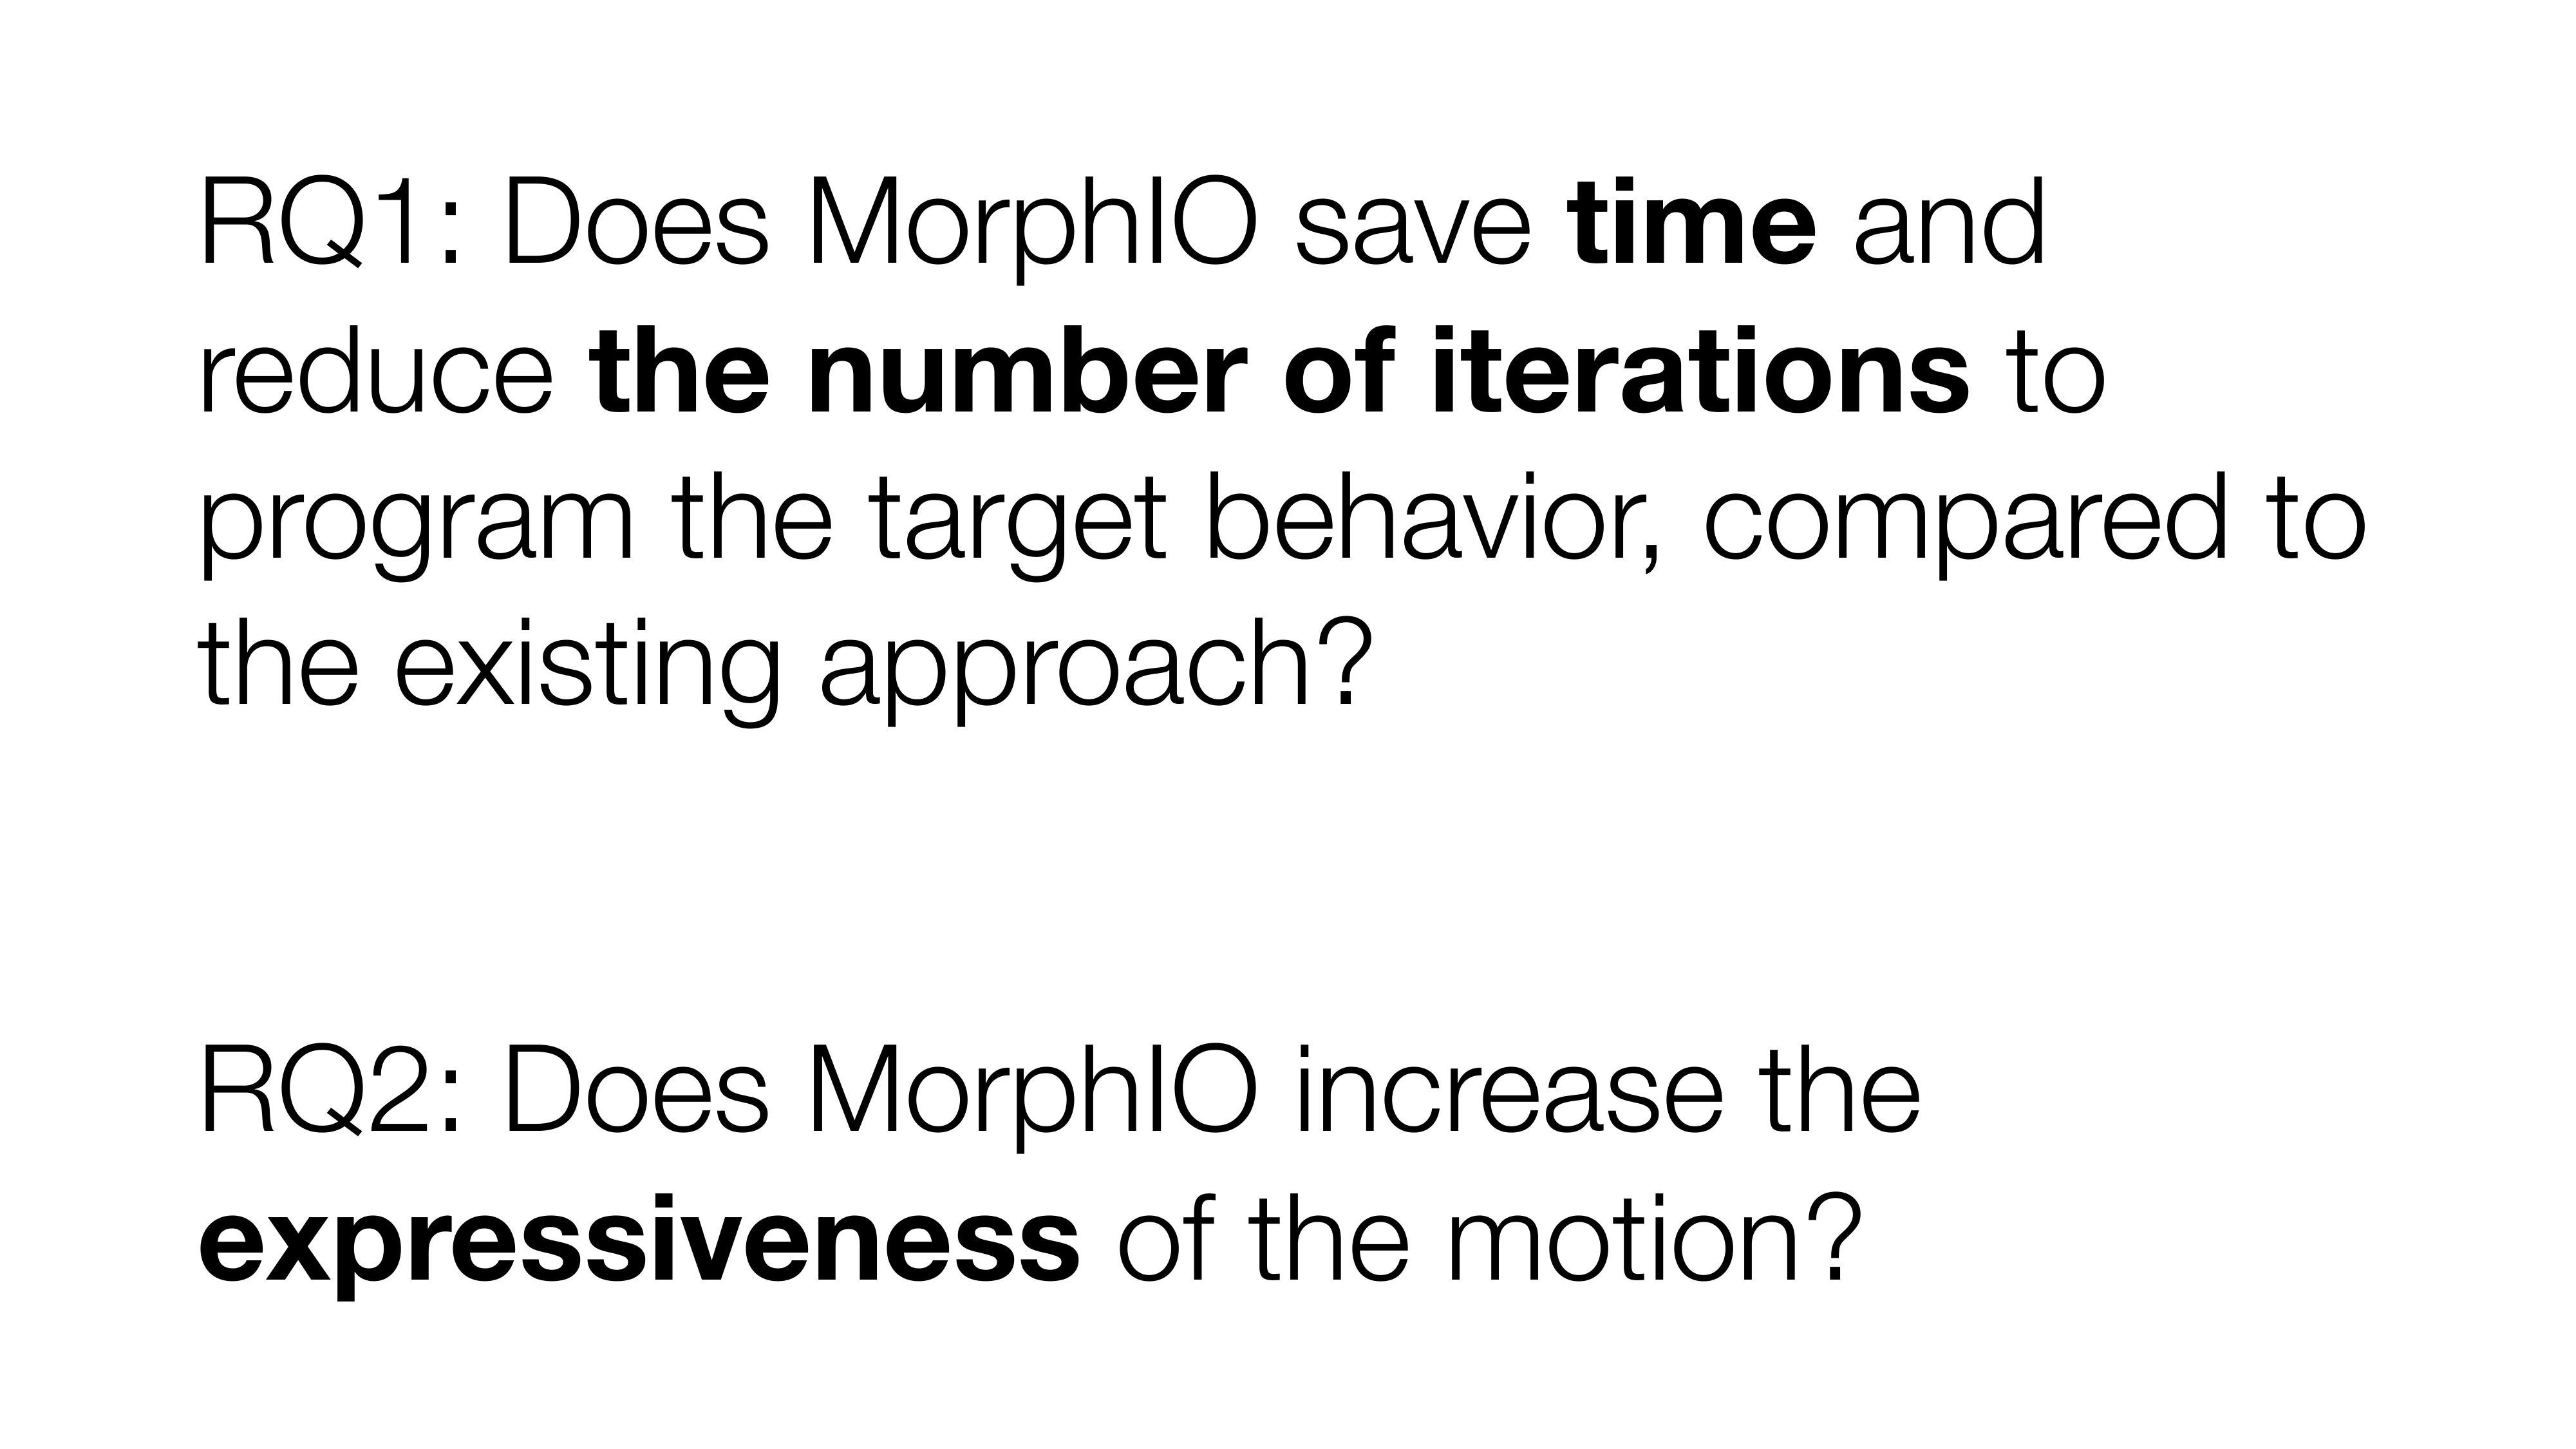 RQ1: Does MorphIO save time and
reduce the number of iterations to
program the target behavior, compared to
the existing approach?
RQ2: Does MorphIO increase the
expressiveness of the motion?